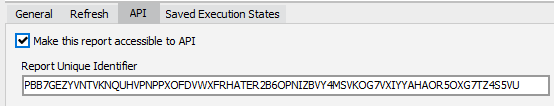 General Refresh API Saved Execution States
Make this report accessible to API
Report Unique Identifier
PBB7GEZYVNTVKNQUHVPNPPXOFDVWXFRHATER2B6OPNIZBVY4MSVKOG7VXIYYAHAOR5OXG7TZ4S5VU